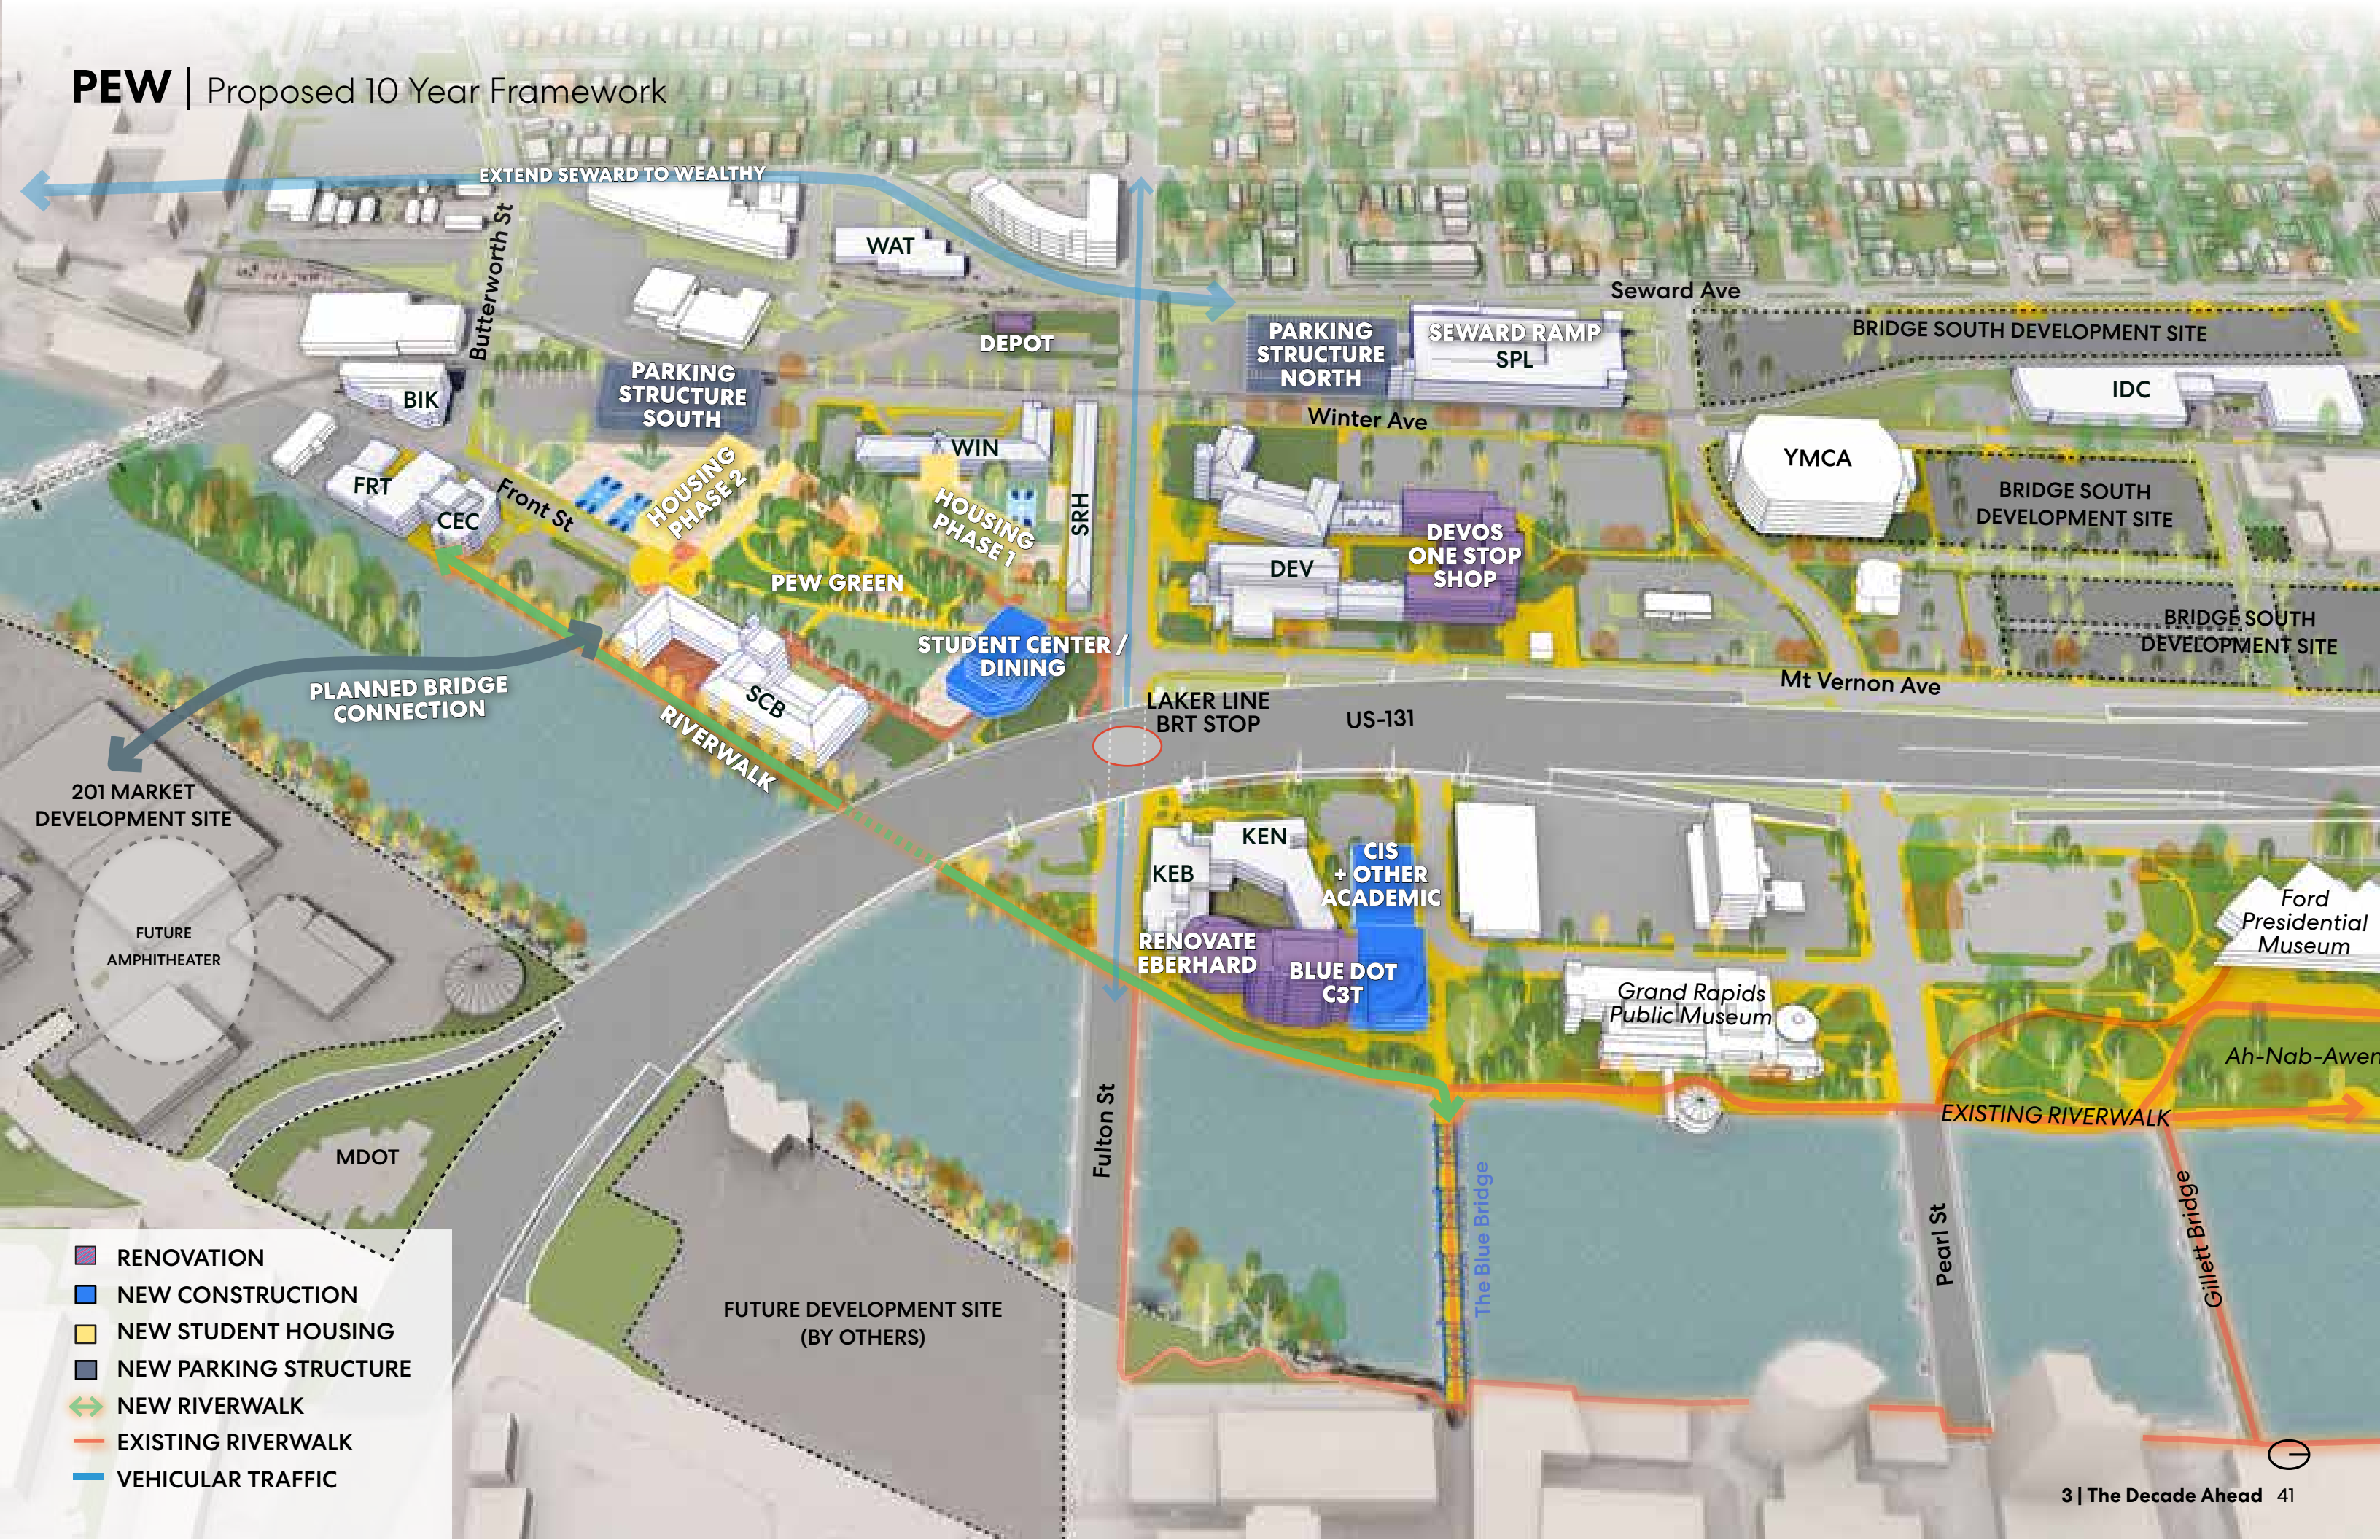 PEW | Proposed 10 Year Framework
EXTEND SEWARD TO WEALTHY
Butterworth St
WAT
Seward Ave
DEPOT
PARKING
STRUCTURE
NORTH
SEWARD RAMP
SPL
BRIDGE SOUTH DEVELOPMENT SITE
IDC
BIK
PARKING
STRUCTURE
SOUTH
Winter Ave
WIN
YMCA
FRT
CEC
Front St
HOUSING
PHASE 2
HOUSING
PHASE 1
SRH
BRIDGE SOUTH
DEVELOPMENT SITE
DEV
DEVOS
ONE STOP
SHOP
PEW GREEN
BRIDGE SOUTH
DEVELOPMENT SITE
STUDENT CENTER /
DINING
PLANNED BRIDGE
CONNECTION
SCB
RIVERWALK
LAKER LINE
BRT STOP
US-131
Mt Vernon Ave
201 MARKET
DEVELOPMENT SITE
FUTURE
AMPHITHEATER
KEN
KEB
CIS
+ OTHER
ACADEMIC
RENOVATE
EBERHARD
BLUE DOT
C3T
Grand Rapids
Public Museum
Ford
Presidential
Museum
Ah-Nab-Awen
EXISTING RIVERWALK
MDOT
Fulton St
The Blue Bridge
Pearl St
Gillett Bridge
FUTURE DEVELOPMENT SITE
(BY OTHERS)
RENOVATION
NEW CONSTRUCTION
NEW STUDENT HOUSING
NEW PARKING STRUCTURE
NEW RIVERWALK
EXISTING RIVERWALK
VEHICULAR TRAFFIC
3 | The Decade Ahead 41